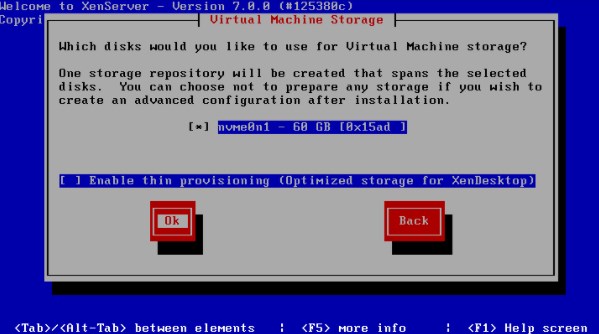 Welcome to XenServer - Version 7.0.0 (#125380c)
Copyri
Virtual Machine Storage
Which disks would you like to use for Virtual Machine storage?
One storage repository will be created that spans the selected
disks.  You can choose not to prepare any storage if you wish to
create an advanced configuration after installation.
[*] nvme0n1 - 60 GB [0x15ad ]
[ ] Enable thin provisioning (Optimized storage for XenDesktop)
Ok    Back
<Tab>/<Alt-Tab> between elements   ¦  <F5> more info     ¦  <F1> Help screen